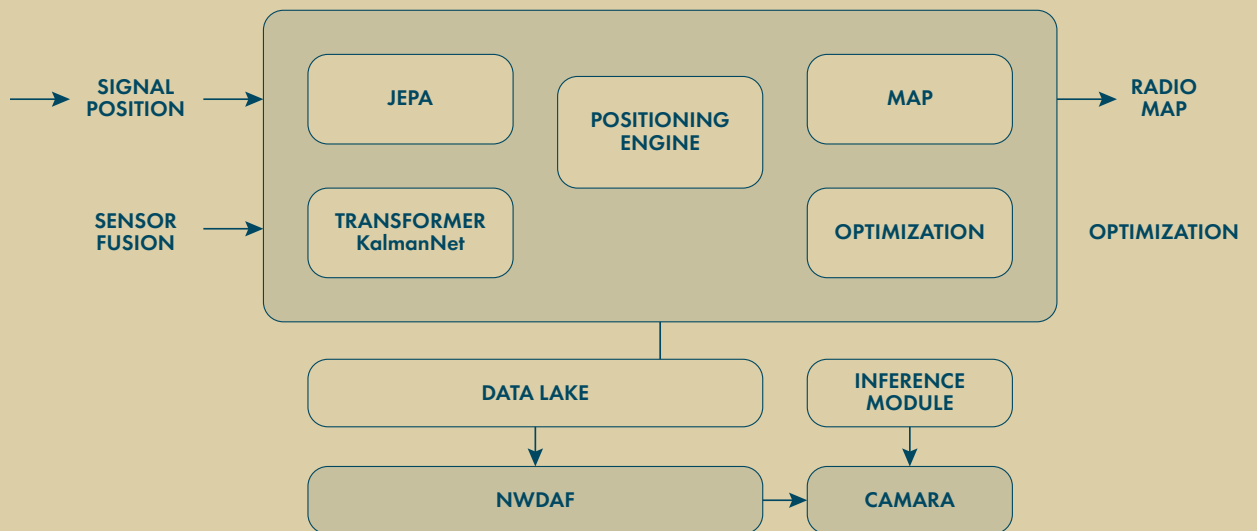 SIGNAL
POSITION
JEPA
POSITIONING
ENGINE
MAP
RADIO
MAP
SENSOR
FUSION
TRANSFORMER
KalmanNet
OPTIMIZATION
OPTIMIZATION
DATA LAKE
INFERENCE
MODULE
NWDAF
CAMARA